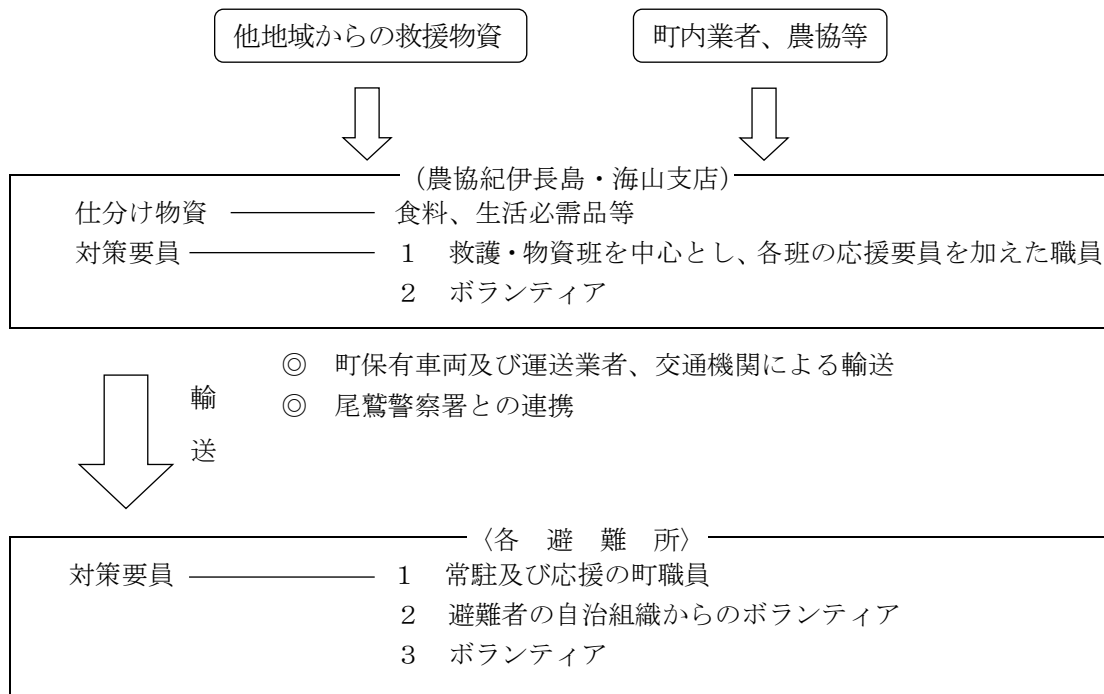 他地域からの救援物資
町内業者、農協等
（農協紀伊長島・海山支店）
仕分け物資 食料、生活必需品等
対策要員 １ 救護・物資班を中心とし、各班の応援要員を加えた職員
２ ボランティア
輸送
◎ 町保有車両及び運送業者、交通機関による輸送
◎ 尾鷲警察署との連携
〈各 避 難 所〉
対策要員 １ 常駐及び応援の町職員
２ 避難者の自治組織からのボランティア
３ ボランティア